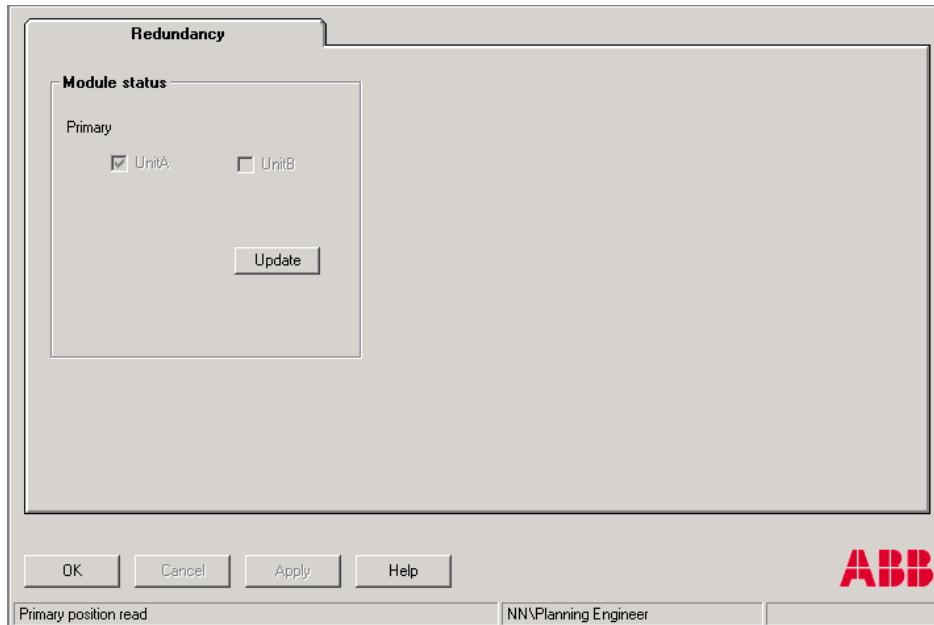 Redundancy
Module status
Primary
UnitA UnitB
Update
OK Cancel Apply Help
ABB
Primary position read NN\Planning Engineer